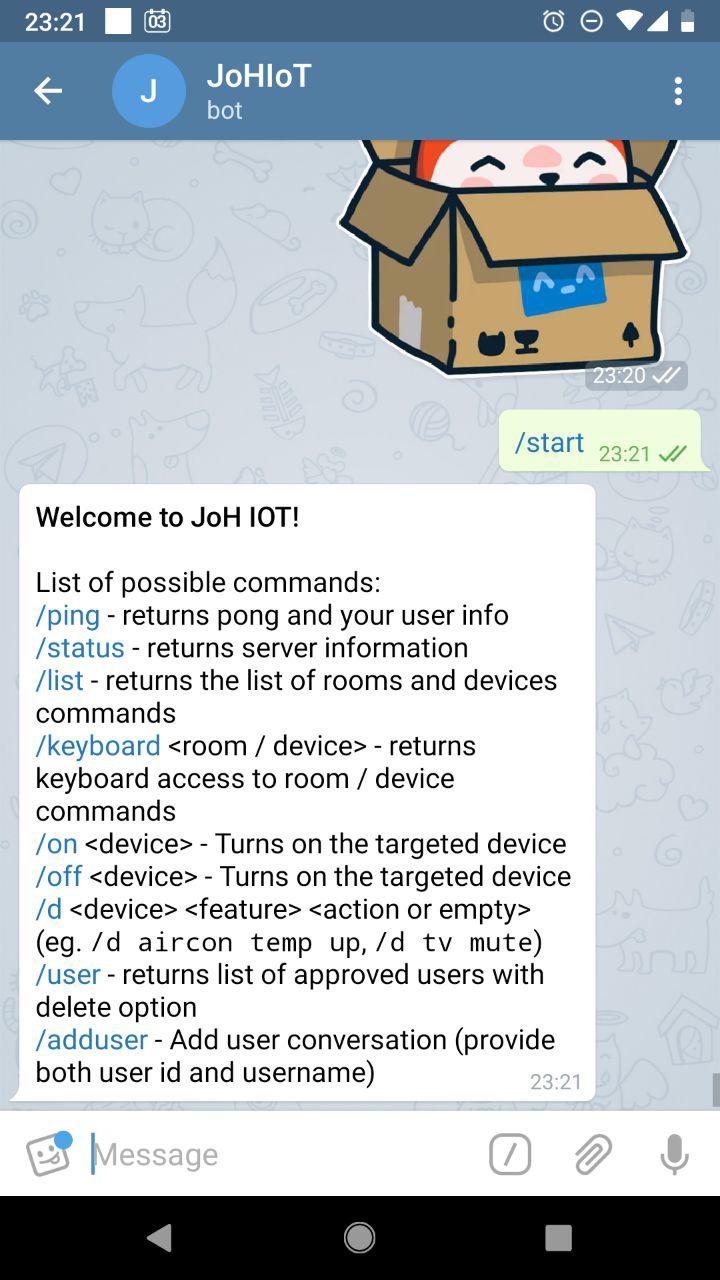 23:21
03
J
JoHIoT
bot
^_^
23:20
/start 23:21
Welcome to JoH IOT!
List of possible commands:
/ping - returns pong and your user info
/status - returns server information
/list - returns the list of rooms and devices
commands
/keyboard <room / device> - returns
keyboard access to room / device
commands
/on <device> - Turns on the targeted device
/off <device> - Turns on the targeted device
/d <device> <feature> <action or empty>
(eg. /d aircon temp up, /d tv mute)
/user - returns list of approved users with
delete option
/adduser - Add user conversation (provide
both user id and username)
23:21
Message